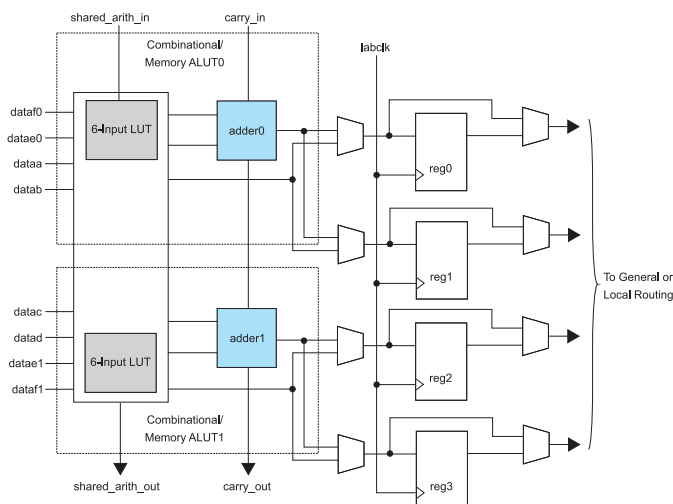 shared_arith_in
carry_in
Combinational/
Memory ALUT0
labclk
dataf0
datae0
dataa
datab
6-Input LUT
adder0
reg0
reg1
To General or
Local Routing
datac
datad
datae1
dataf1
6-Input LUT
adder1
reg2
reg3
Combinational/
Memory ALUT1
shared_arith_out
carry_out